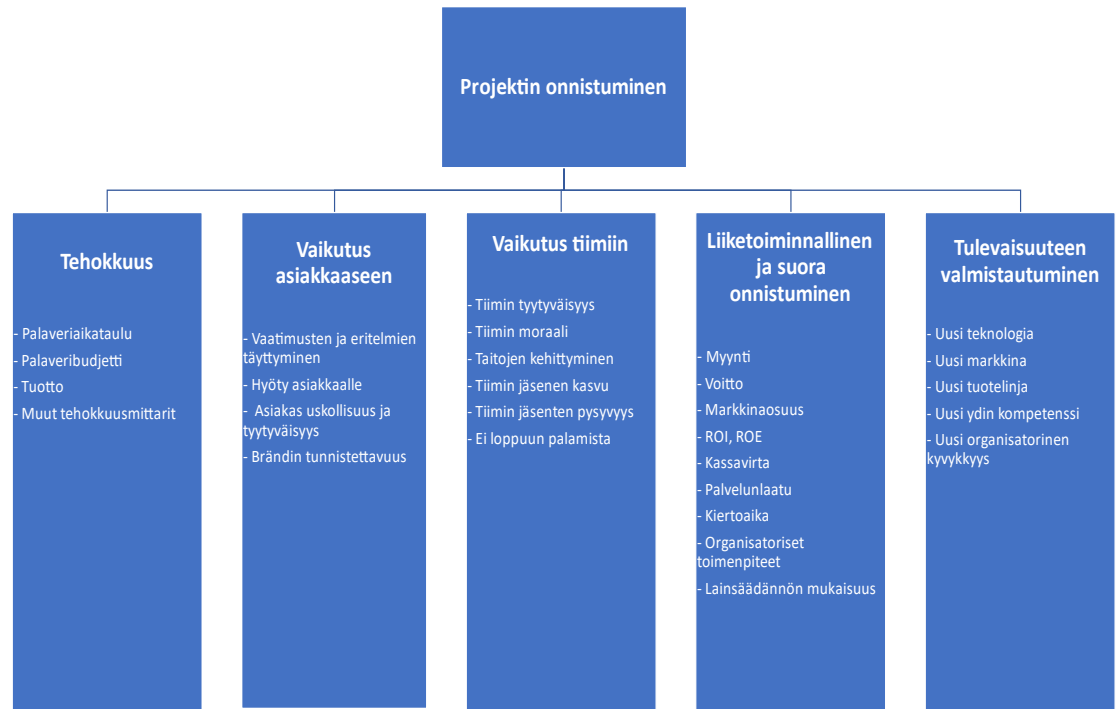 Projektin onnistuminen
Tehokkuus
- Palaveriaikataulu
- Palaveribudjetti
- Tuotto
- Muut tehokkuusmittarit
Vaikutus
asiakkaaseen
- Vaatimusten ja eritelmien
täyttyminen
- Hyöty asiakkaalle
- Asiakas uskollisuus ja
tyytyväisyys
- Brändin tunnistettavuus
Vaikutus tiimiin
- Tiimin tyytyväisyys
- Tiimin moraali
- Taitojen kehittyminen
- Tiimin jäsenen kasvu
- Tiimin jäsenten pysyvyys
- Ei loppuun palamista
Liiketoiminnallinen
ja suora
onnistuminen
- Myynti
- Voitto
- Markkinaosuus
- ROI, ROE
- Kassavirta
- Palvelunlaatu
- Kiertoaika
- Organisatoriset
toimenpiteet
- Lainsäädännön mukaisuus
Tulevaisuuteen
valmistautuminen
- Uusi teknologia
- Uusi markkina
- Uusi tuotelinja
- Uusi ydin kompetenssi
- Uusi organisatorinen
kyvykkyys